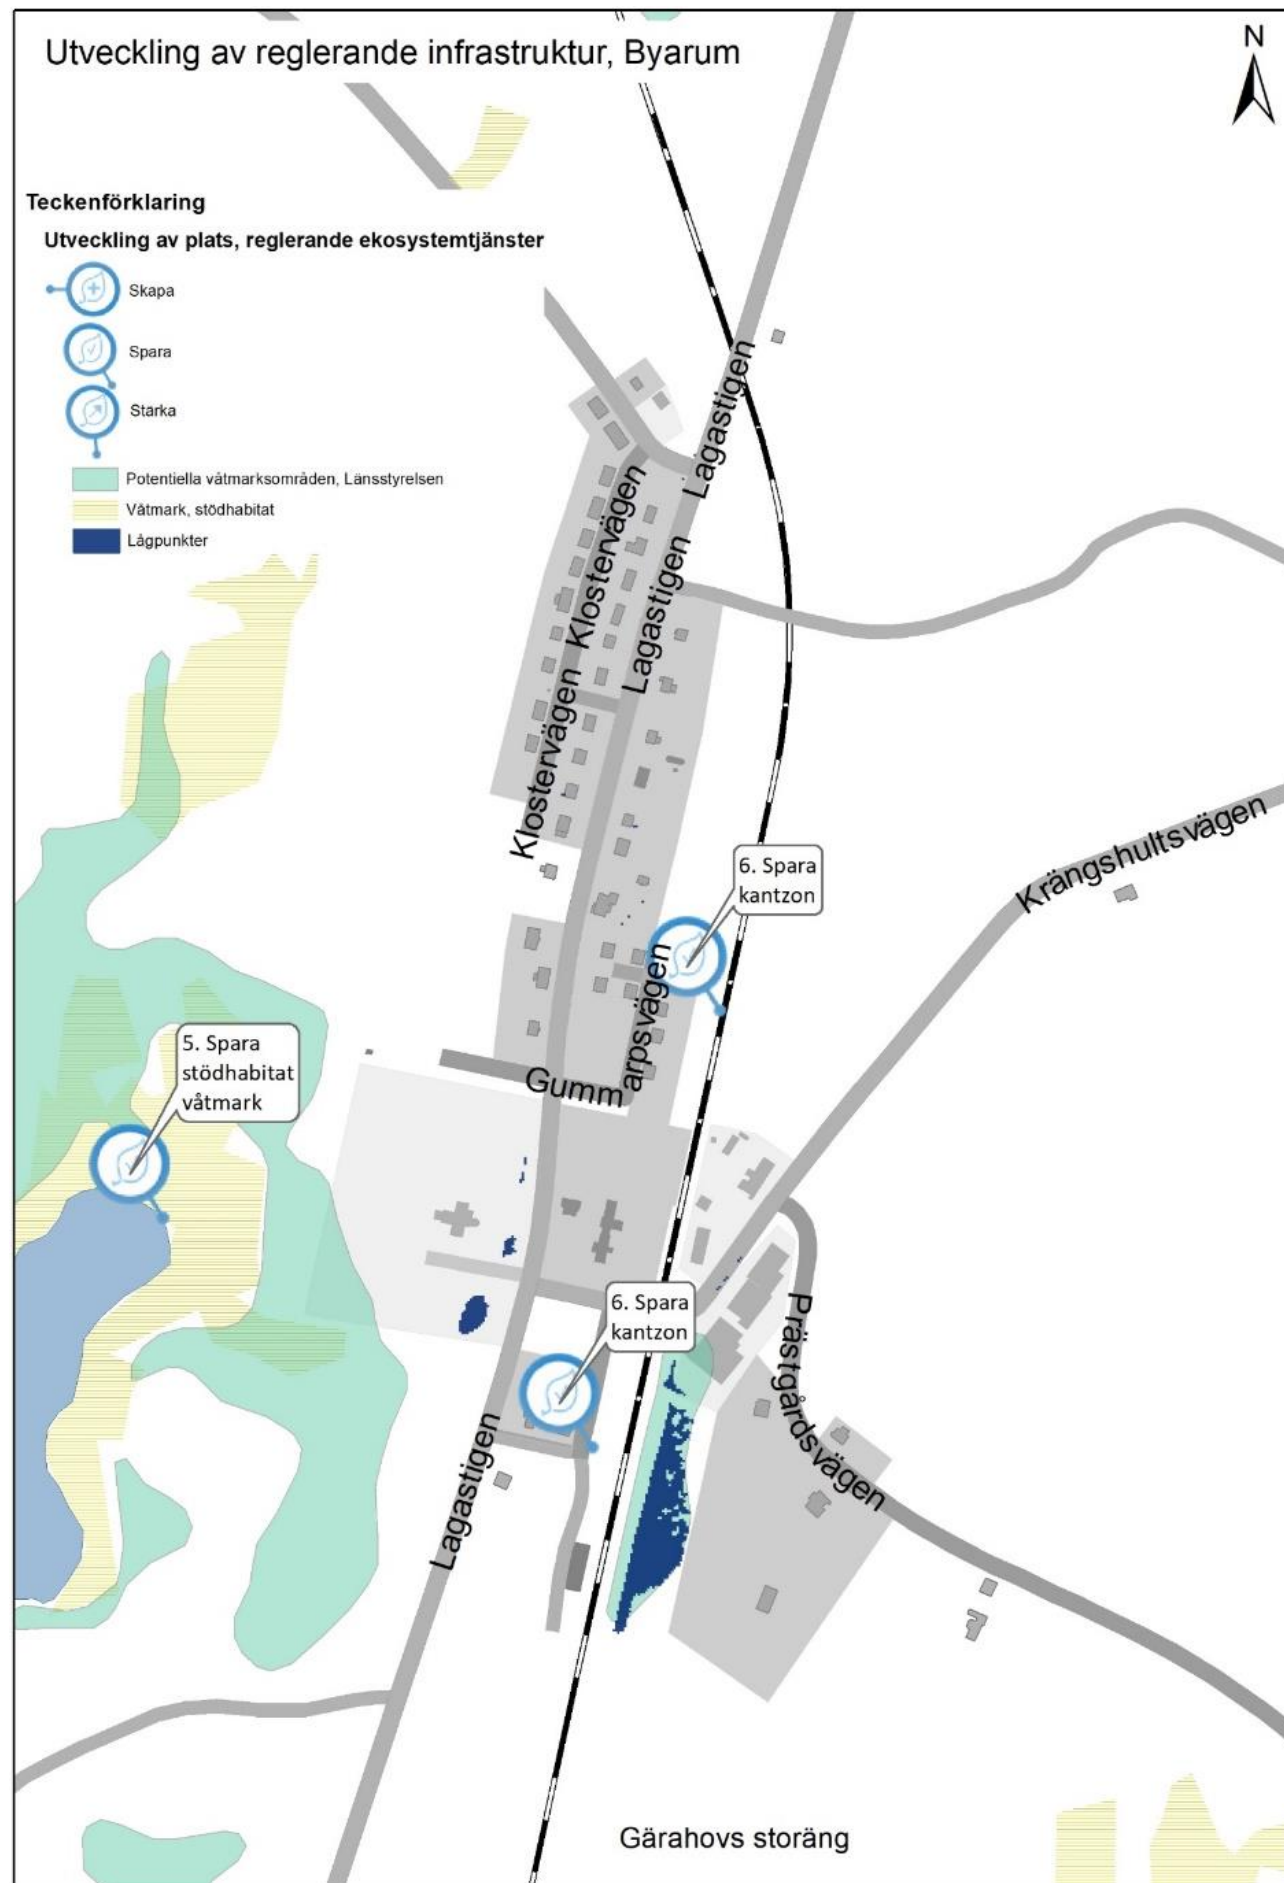 Utveckling av reglerande infrastruktur, Byarum
N
Teckenförklaring
Utveckling av plats, reglerande ekosystemtjänster
Skapa
Spara
Stärka
Potentiella våtmarksområden, Länsstyrelsen
Våtmark, stödhabitat
Lågpunkter
Lagastigen
Klostervägen
Lagastigen
Klostervägen
Krängshultsvägen
6. Spara
kantzon
5. Spara
stödhabitat
våtmark
Gummarpsvägen
6. Spara
kantzon
Prästgårdsvägen
Lagastigen
Gärahovs storäng